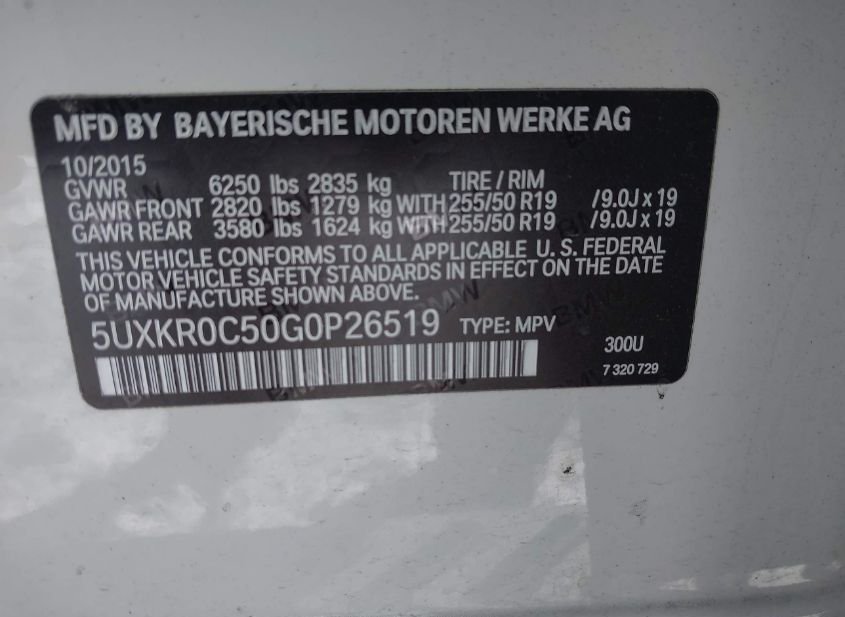 MFD BY BAYERISCHE MOTOREN WERKE AG
10/2015
GVWR 6250 lbs 2835 kg TIRE / RIM
GAWR FRONT 2820 lbs 1279 kg WITH 255/50 R19 /9.0J x 19
GAWR REAR 3580 lbs 1624 kg WITH 255/50 R19 /9.0J x 19
THIS VEHICLE CONFORMS TO ALL APPLICABLE U. S. FEDERAL
MOTOR VEHICLE SAFETY STANDARDS IN EFFECT ON THE DATE
OF MANUFACTURE SHOWN ABOVE.
5UXKR0C50G0P26519 TYPE: MPV
300U
7 320 729